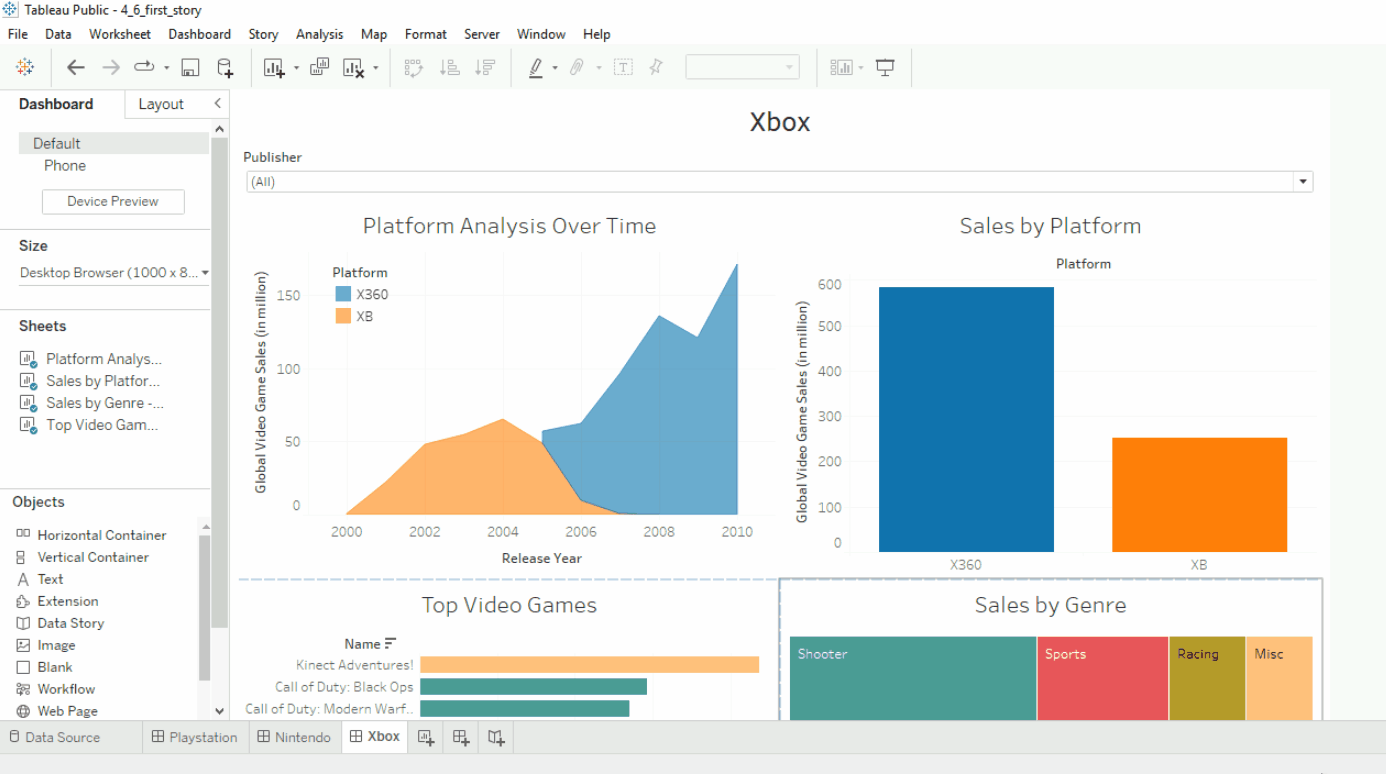 Tableau Public - 4_6_first_story
File Data Worksheet Dashboard Story Analysis Map Format Server Window Help
Dashboard Layout
Default
Phone
Device Preview
Size
Desktop Browser (1000 x 8...
Sheets
Platform Analys...
Sales by Platfor...
Sales by Genre -...
Top Video Gam...
Objects
Horizontal Container
Vertical Container
A Text
Extension
Data Story
Image
Blank
Workflow
Web Page
Xbox
Publisher
(All)
Platform Analysis Over Time
Platform
X360
XB
Global Video Game Sales (in million)
150
100
50
0
2000 2002 2004 2006 2008 2010
Release Year
Sales by Platform
Platform
Global Video Game Sales (in million)
600
500
400
300
200
100
0
X360 XB
Top Video Games
Name
Kinect Adventures!
Call of Duty: Black Ops
Call of Duty: Modern Warf..
Sales by Genre
Shooter Sports Racing Misc
Data Source Playstation Nintendo Xbox